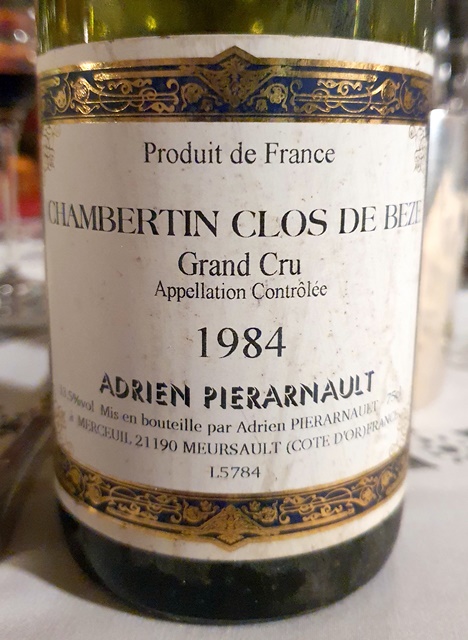 Produit de France
CHAMBERTIN CLOS DE BEZE
Grand Cru
Appellation Contrôlée
1984
ADRIEN PIERARNAULT
Mis en bouteille par Adrien PIERARNAULT
à MERCEUIL 21190 MEURSAULT (COTE D'OR) FRANCE
L5784